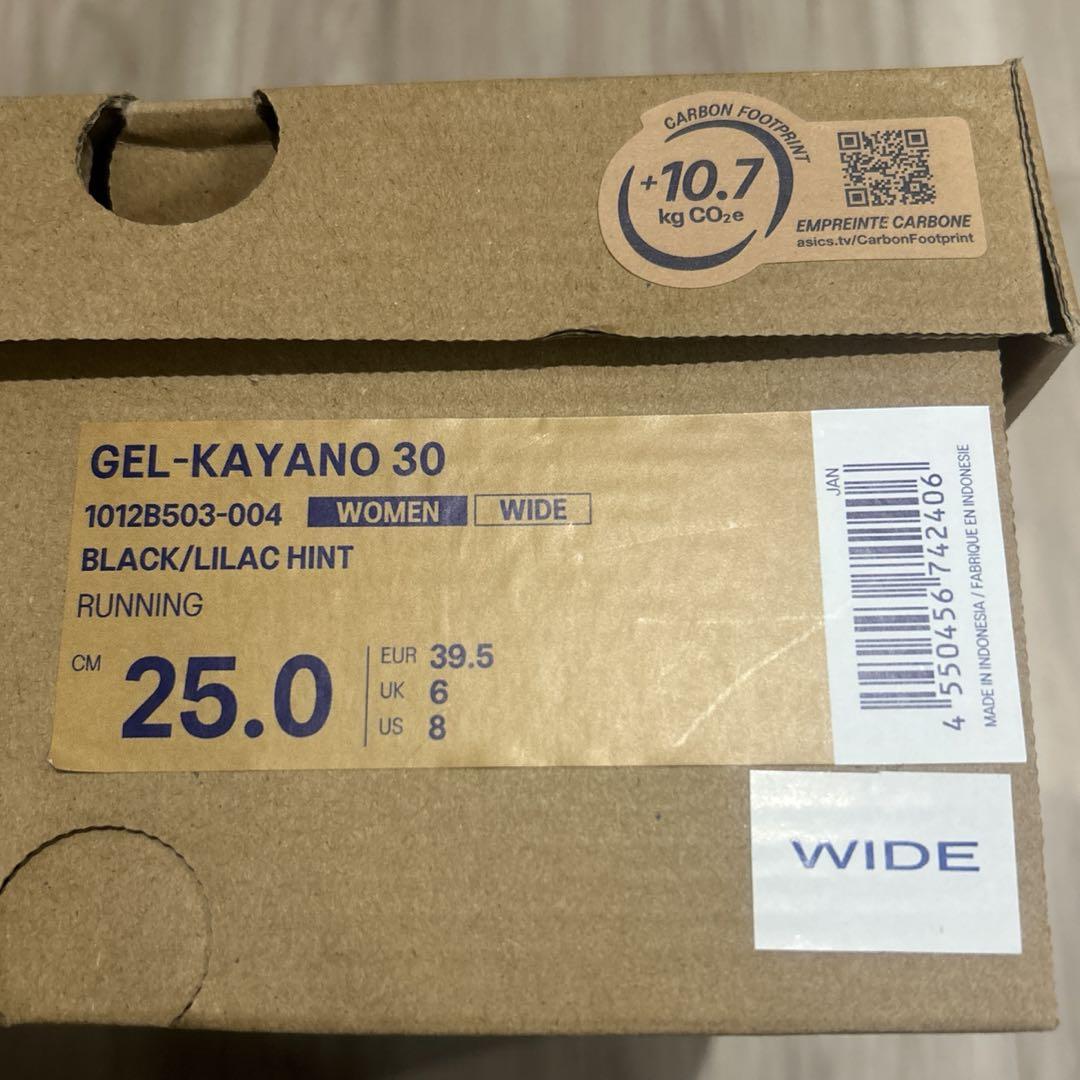 CARBON FOOTPRINT
+10.7
kg CO₂e
EMPREINTE CARBONE
asics.tv/CarbonFootprint
GEL-KAYANO 30
1012B503-004 WOMEN WIDE
BLACK/LILAC HINT
RUNNING
CM 25.0
EUR 39.5
UK 6
US 8
JAN
4 550456 742406
MADE IN INDONESIA / FABRIQUE EN INDONESIE
WIDE